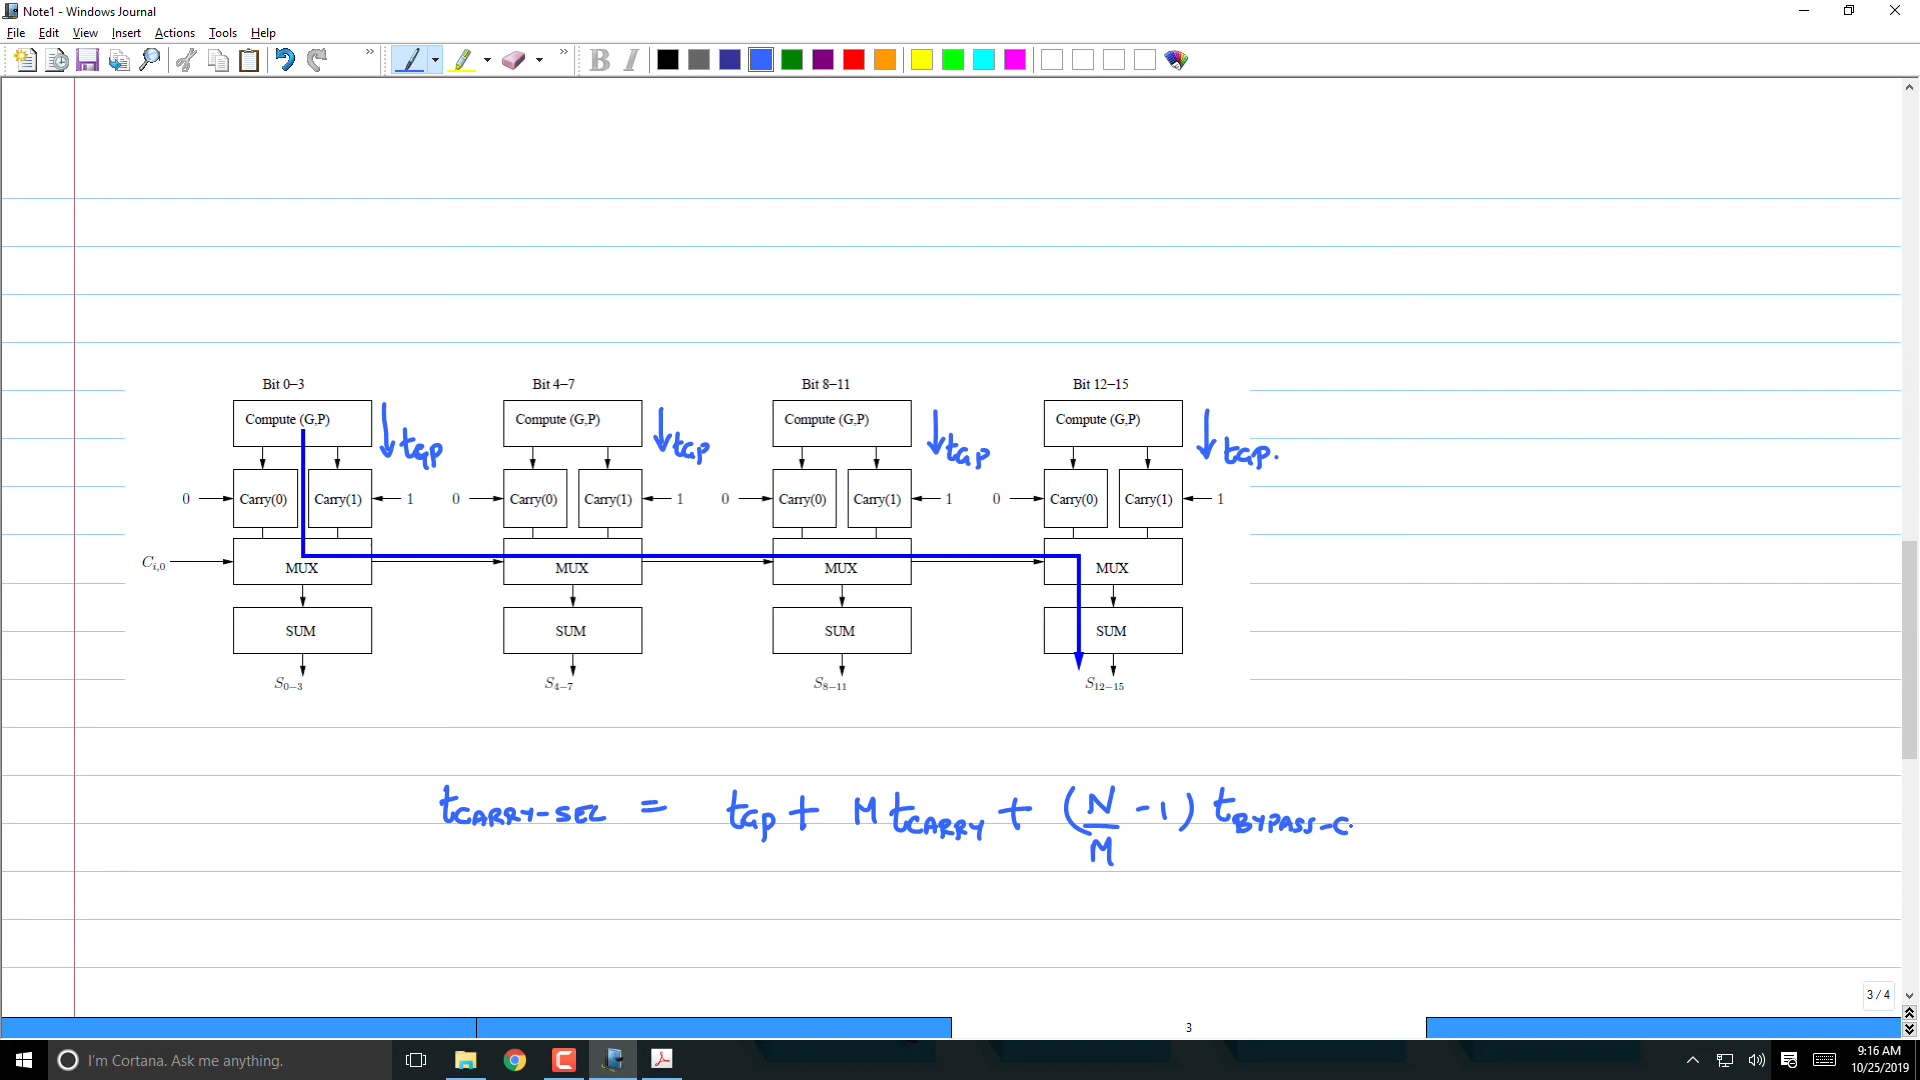 Note1 - Windows Journal
File Edit View Insert Actions Tools Help
B I
Bit 0–3 Bit 4–7 Bit 8–11 Bit 12–15
Compute (G,P) Compute (G,P) Compute (G,P) Compute (G,P)
tGP tGP tGP tGP.
0 Carry(0) Carry(1) 1 0 Carry(0) Carry(1) 1 0 Carry(0) Carry(1) 1 0 Carry(0) Carry(1) 1
Ci,0 MUX MUX MUX MUX
SUM SUM SUM SUM
S0−3 S4−7 S8−11 S12−15
tCARRY-SEL = tGP + M tCARRY + (N/M - 1) tBYPASS-C
3 / 4
3
I'm Cortana. Ask me anything.
9:16 AM
10/25/2019